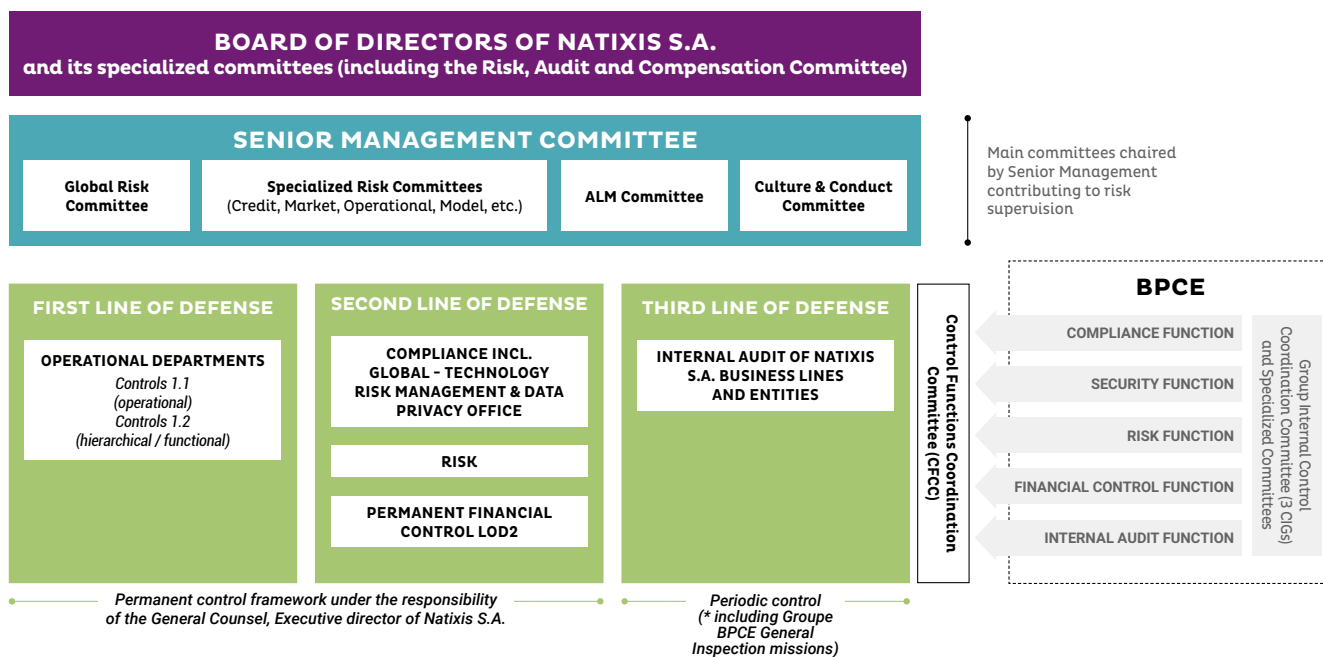 BOARD OF DIRECTORS OF NATIXIS S.A.
and its specialized committees (including the Risk, Audit and Compensation Committee)
SENIOR MANAGEMENT COMMITTEE
Global Risk
Committee
Specialized Risk Committees
(Credit, Market, Operational, Model, etc.)
ALM Committee
Culture & Conduct
Committee
Main committees chaired
by Senior Management
contributing to risk
supervision
FIRST LINE OF DEFENSE
OPERATIONAL DEPARTMENTS
Controls 1.1
(operational)
Controls 1.2
(hierarchical / functional)
SECOND LINE OF DEFENSE
COMPLIANCE INCL.
GLOBAL - TECHNOLOGY
RISK MANAGEMENT & DATA
PRIVACY OFFICE
RISK
PERMANENT FINANCIAL
CONTROL LOD2
THIRD LINE OF DEFENSE
INTERNAL AUDIT OF NATIXIS
S.A. BUSINESS LINES
AND ENTITIES
Control Functions Coordination
Committee (CFCC)
BPCE
COMPLIANCE FUNCTION
SECURITY FUNCTION
RISK FUNCTION
FINANCIAL CONTROL FUNCTION
INTERNAL AUDIT FUNCTION
Group Internal Control
Coordination Committee (3 CIGs)
and Specialized Committees
Permanent control framework under the responsibility
of the General Counsel, Executive director of Natixis S.A.
Periodic control
(* including Groupe
BPCE General
Inspection missions)